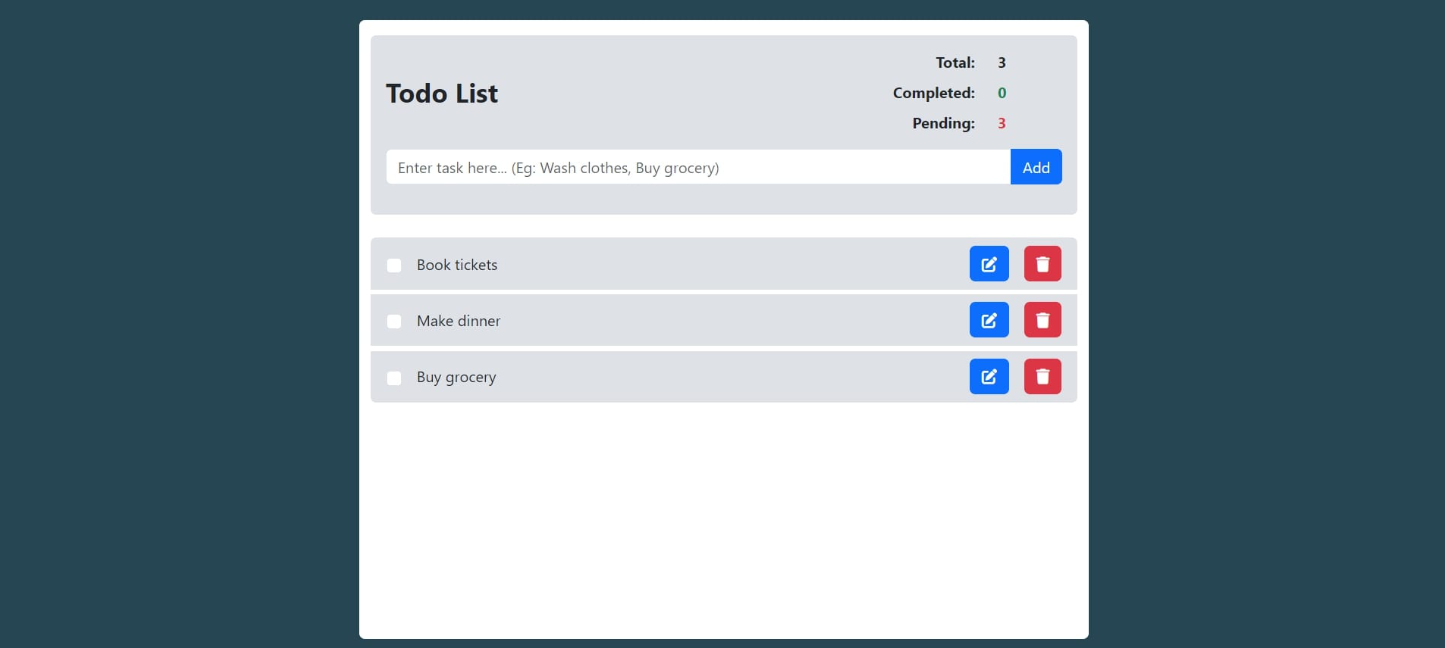 Todo List
Total: 3
Completed: 0
Pending: 3
Enter task here... (Eg: Wash clothes, Buy grocery)
Add
Book tickets
Make dinner
Buy grocery